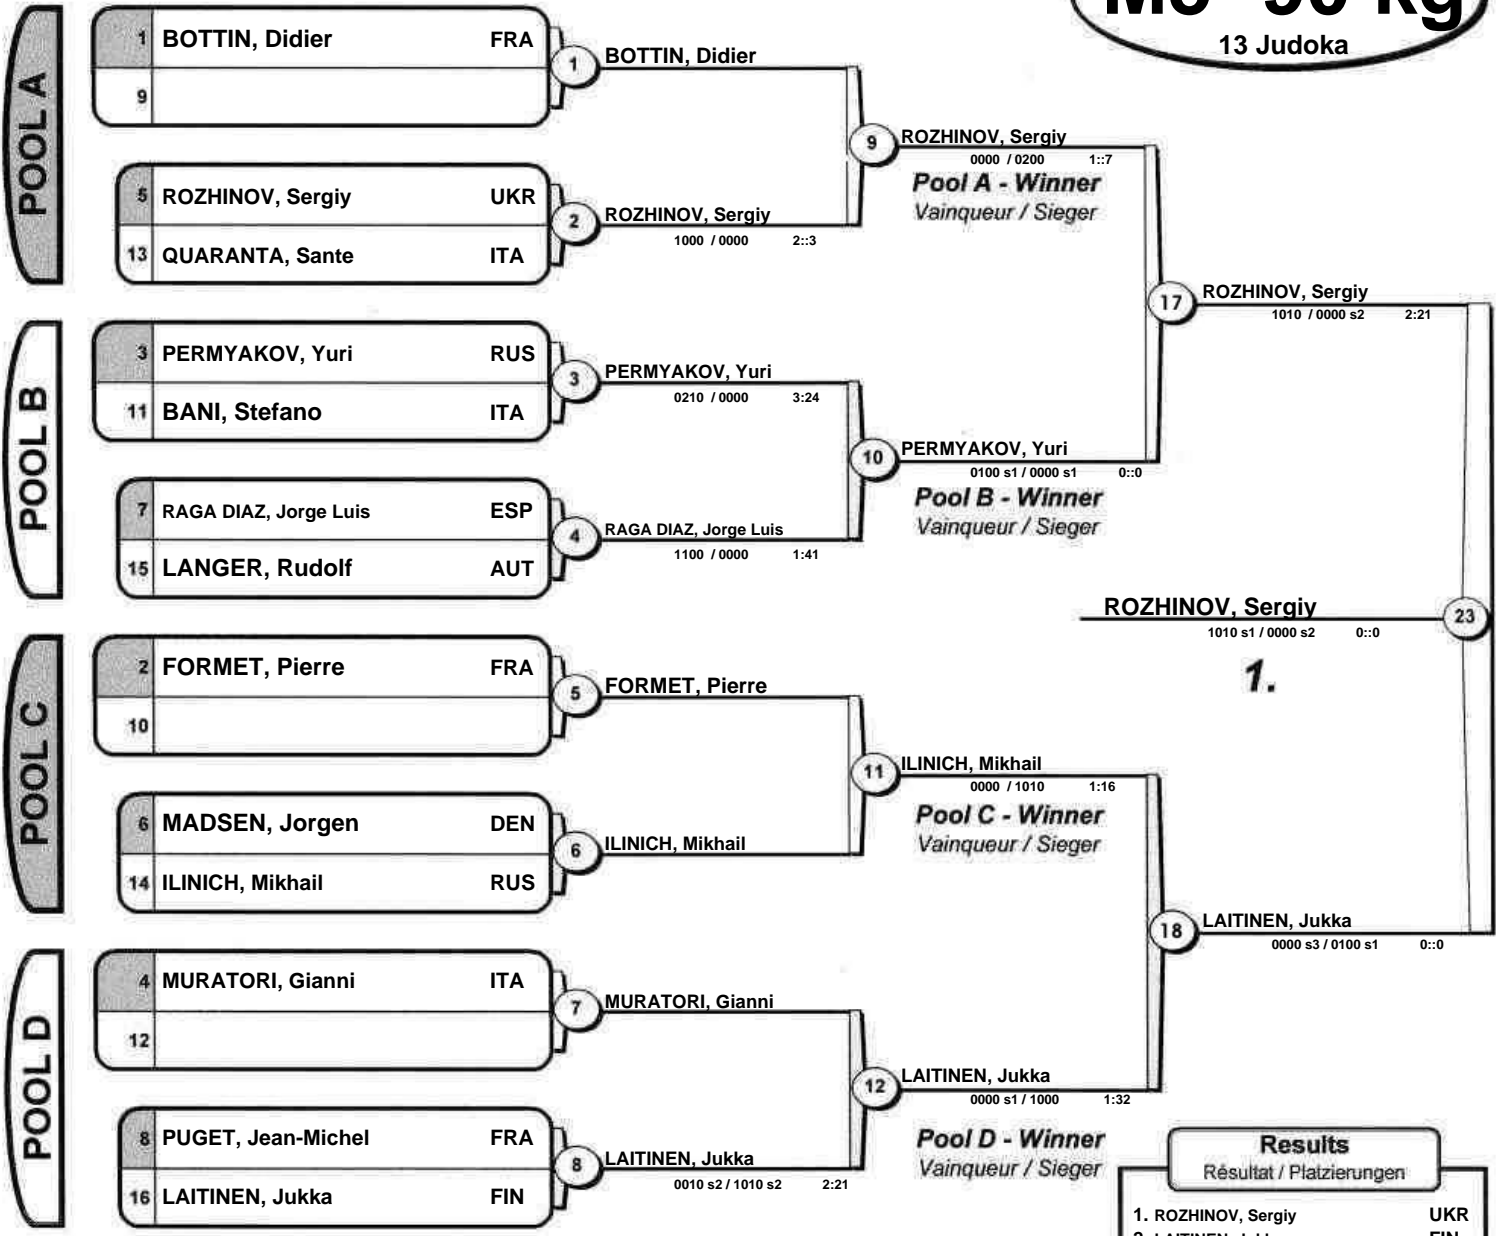 M6 -90 kg
13 Judoka
POOL A
1 BOTTIN, Didier FRA
9
5 ROZHINOV, Sergiy UKR
13 QUARANTA, Sante ITA
POOL B
3 PERMYAKOV, Yuri RUS
11 BANI, Stefano ITA
7 RAGA DIAZ, Jorge Luis ESP
15 LANGER, Rudolf AUT
POOL C
2 FORMET, Pierre FRA
10
6 MADSEN, Jorgen DEN
14 ILINICH, Mikhail RUS
POOL D
4 MURATORI, Gianni ITA
12
8 PUGET, Jean-Michel FRA
16 LAITINEN, Jukka FIN
1 BOTTIN, Didier
2 ROZHINOV, Sergiy
1000 / 0000 2::3
3 PERMYAKOV, Yuri
0210 / 0000 3:24
4 RAGA DIAZ, Jorge Luis
1100 / 0000 1:41
5 FORMET, Pierre
6 ILINICH, Mikhail
7 MURATORI, Gianni
8 LAITINEN, Jukka
0010 s2 / 1010 s2 2:21
9 ROZHINOV, Sergiy
0000 / 0200 1::7
Pool A - Winner
Vainqueur / Sieger
10 PERMYAKOV, Yuri
0100 s1 / 0000 s1 0::0
Pool B - Winner
Vainqueur / Sieger
11 ILINICH, Mikhail
0000 / 1010 1:16
Pool C - Winner
Vainqueur / Sieger
12 LAITINEN, Jukka
0000 s1 / 1000 1:32
Pool D - Winner
Vainqueur / Sieger
17 ROZHINOV, Sergiy
1010 / 0000 s2 2:21
18 LAITINEN, Jukka
0000 s3 / 0100 s1 0::0
ROZHINOV, Sergiy 23
1010 s1 / 0000 s2 0::0
1.
Results
Résultat / Platzierungen
1. ROZHINOV, Sergiy UKR
2. LAITINEN, Jukka FIN